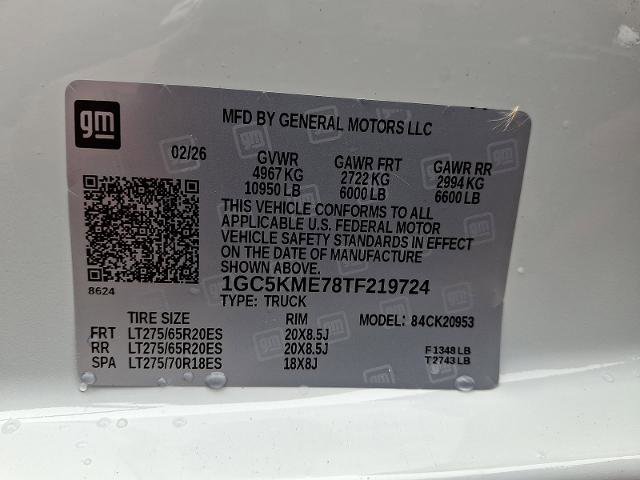 gm
MFD BY GENERAL MOTORS LLC
02/26 GVWR GAWR FRT GAWR RR
4967 KG 2722 KG 2994 KG
10950 LB 6000 LB 6600 LB
THIS VEHICLE CONFORMS TO ALL
APPLICABLE U.S. FEDERAL MOTOR
VEHICLE SAFETY STANDARDS IN EFFECT
ON THE DATE OF MANUFACTURE
SHOWN ABOVE.
8624
1GC5KME78TF219724
TYPE: TRUCK
TIRE SIZE RIM MODEL: 84CK20953
FRT LT275/65R20ES 20X8.5J
RR LT275/65R20ES 20X8.5J F1348 LB
SPA LT275/70R18ES 18X8J T2743 LB